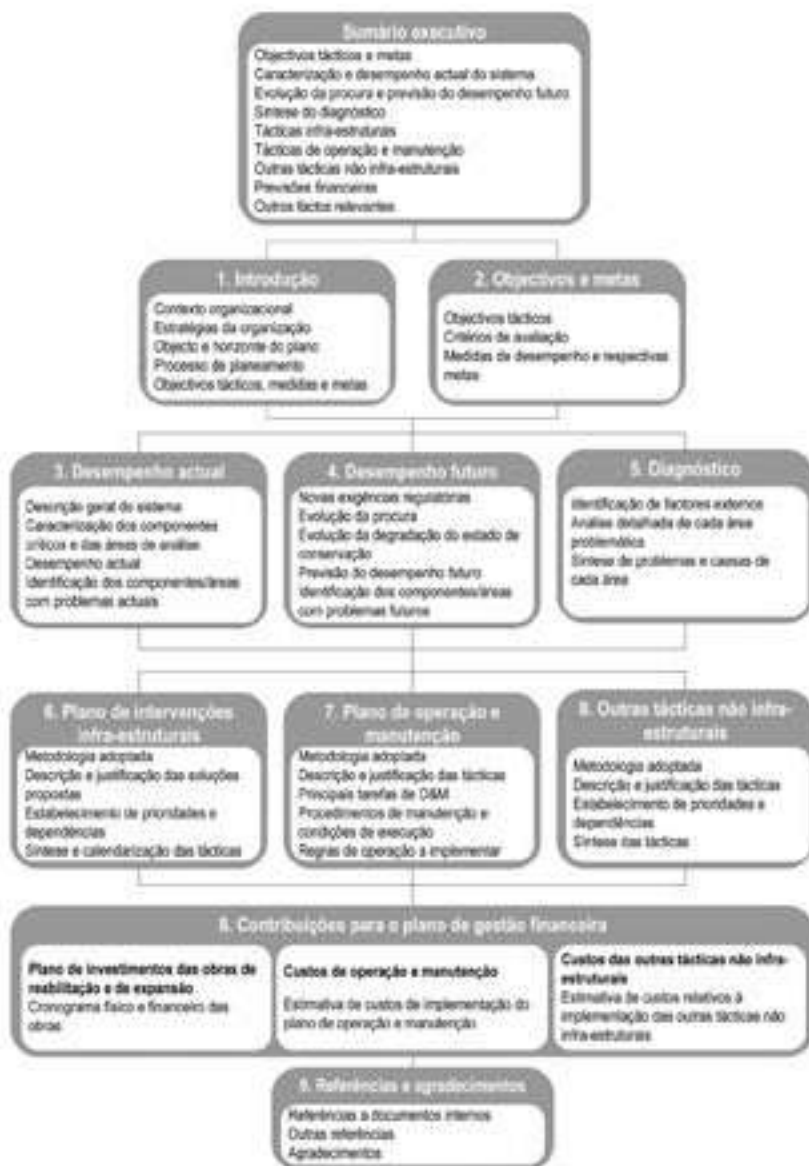 Sumário executivo
Objectivos tácticos e metas
Caracterização e desempenho actual do sistema
Evolução da procura e previsão do desempenho futuro
Síntese do diagnóstico
Tácticas infra-estruturais
Tácticas de operação e manutenção
Outras tácticas não infra-estruturais
Previsões financeiras
Outros factos relevantes
1. Introdução
Contexto organizacional
Estratégias da organização
Objecto e horizonte do plano
Processo de planeamento
Objectivos tácticos, medidas e metas
2. Objectivos e metas
Objectivos tácticos
Critérios de avaliação
Medidas de desempenho e respectivas
metas
3. Desempenho actual
Descrição geral do sistema
Caracterização dos componentes
críticos e das áreas de análise
Desempenho actual
Identificação dos componentes/áreas
com problemas actuais
4. Desempenho futuro
Novas exigências regulatórias
Evolução da procura
Evolução da degradação do estado de
conservação
Previsão do desempenho futuro
Identificação dos componentes/áreas
com problemas futuros
5. Diagnóstico
Identificação de factores externos
Análise detalhada de cada área
problemática
Síntese de problemas e causas de
cada área
6. Plano de intervenções
infra-estruturais
Metodologia adoptada
Descrição e justificação das soluções
propostas
Estabelecimento de prioridades e
dependências
Síntese e calendarização das tácticas
7. Plano de operação e
manutenção
Metodologia adoptada
Descrição e justificação das tácticas
Principais tarefas de O&M
Procedimentos de manutenção e
condições de execução
Regras de operação a implementar
8. Outras tácticas não infra-
estruturais
Metodologia adoptada
Descrição e justificação das tácticas
Estabelecimento de prioridades e
dependências
Síntese das tácticas
8. Contribuições para o plano de gestão financeira
Plano de investimentos das obras de
reabilitação e de expansão
Cronograma físico e financeiro das
obras
Custos de operação e manutenção
Estimativa de custos de implementação do
plano de operação e manutenção
Custos das outras tácticas não infra-
estruturais
Estimativa de custos relativos à
implementação das outras tácticas não
infra-estruturais
9. Referências e agradecimentos
Referências a documentos internos
Outras referências
Agradecimentos